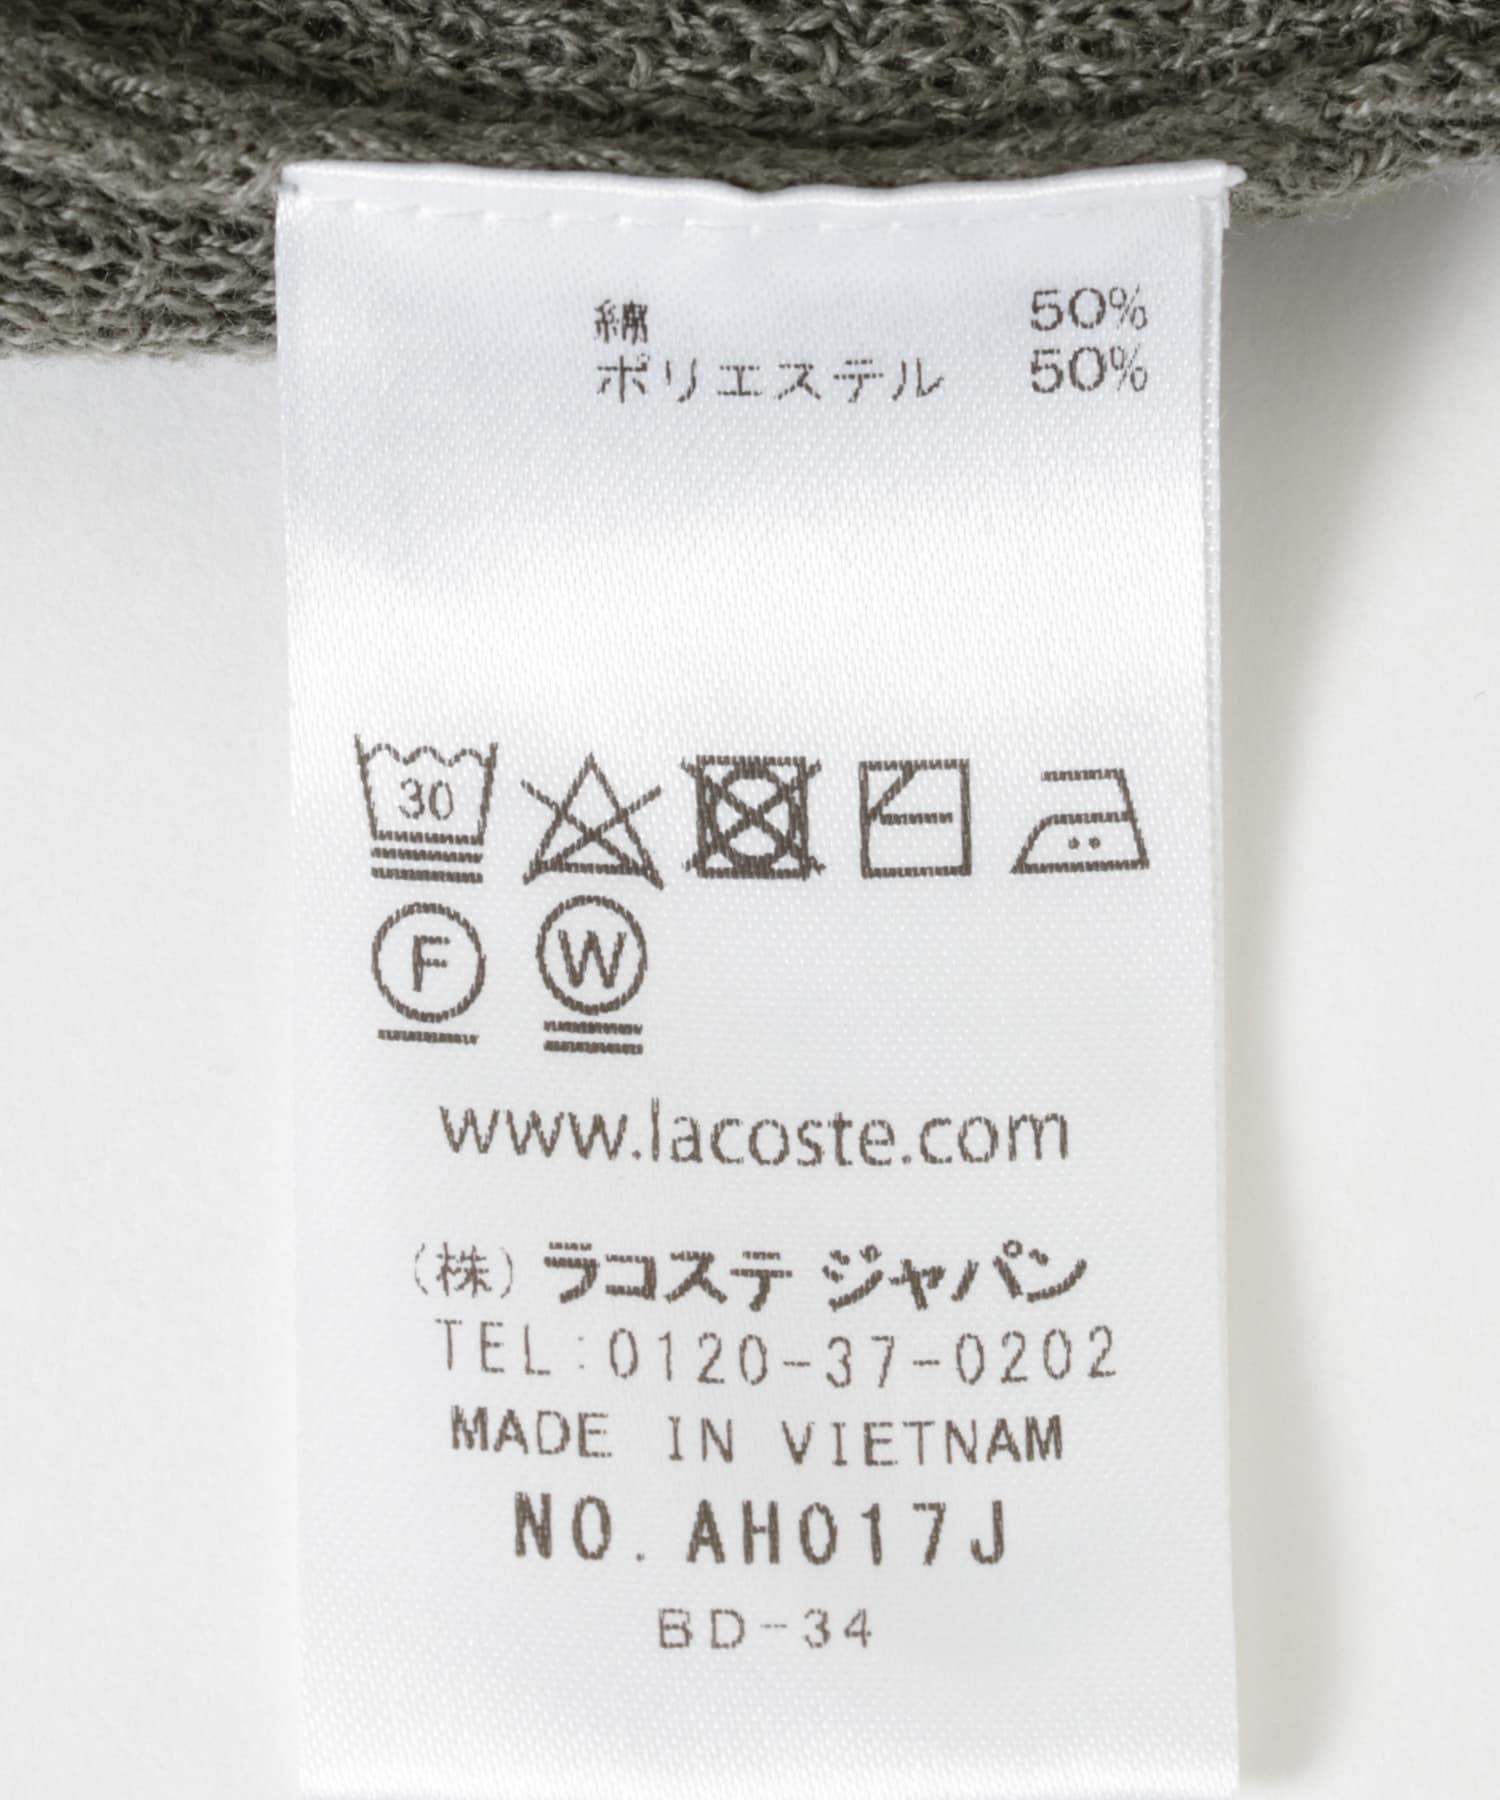 綿 50%
ポリエステル 50%
30
F W
www.lacoste.com
(株) ラコステ ジャパン
TEL:0120-37-0202
MADE IN VIETNAM
NO. AH017J
BD-34